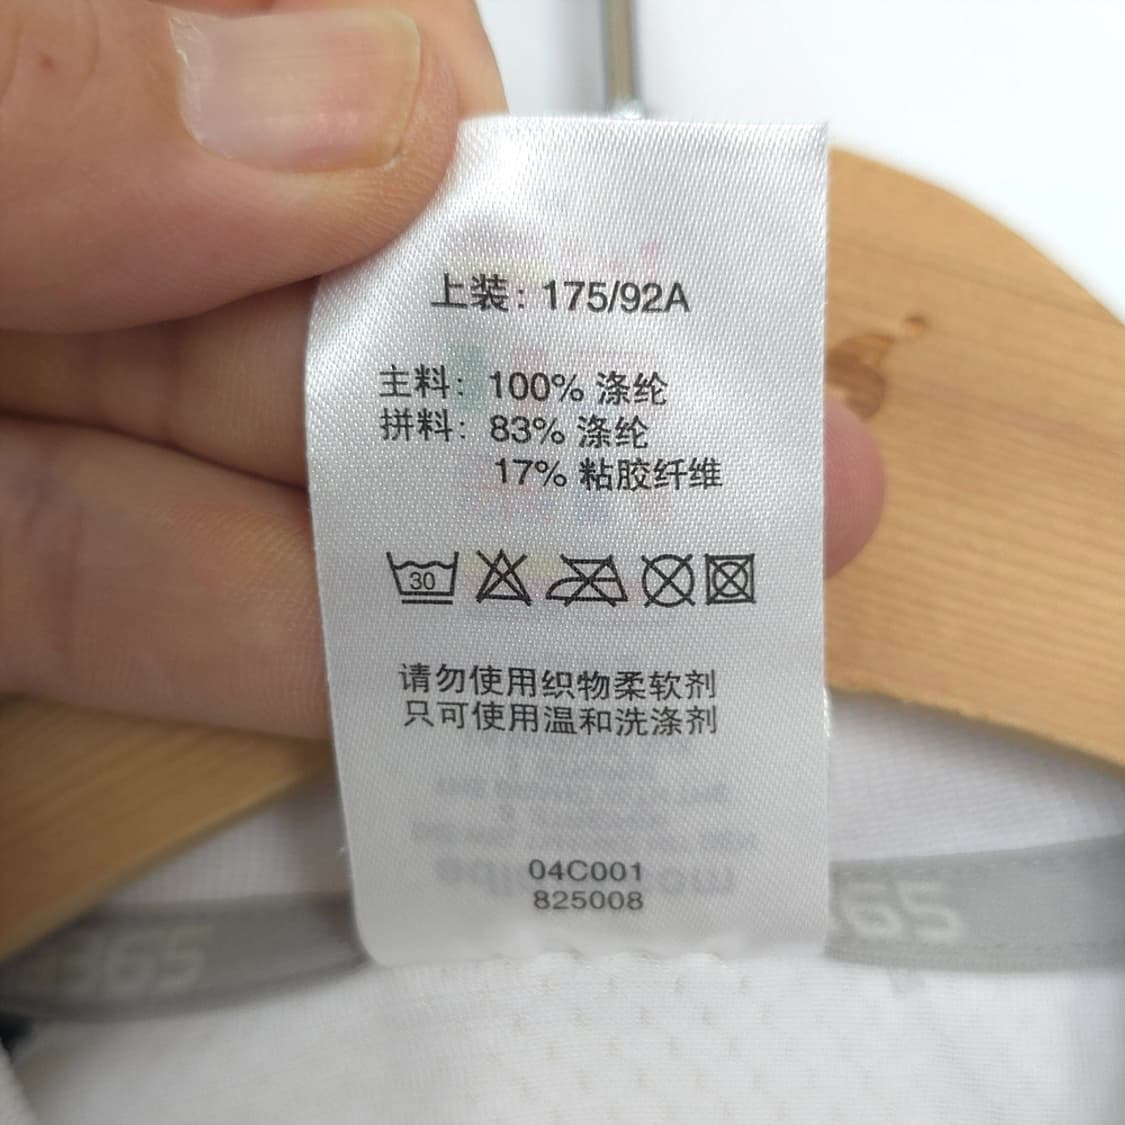 上装: 175/92A
主料: 100% 涤纶
拼料: 83% 涤纶
17% 粘胶纤维
30
请勿使用织物柔软剂
只可使用温和洗涤剂
04C001
825008
365
365